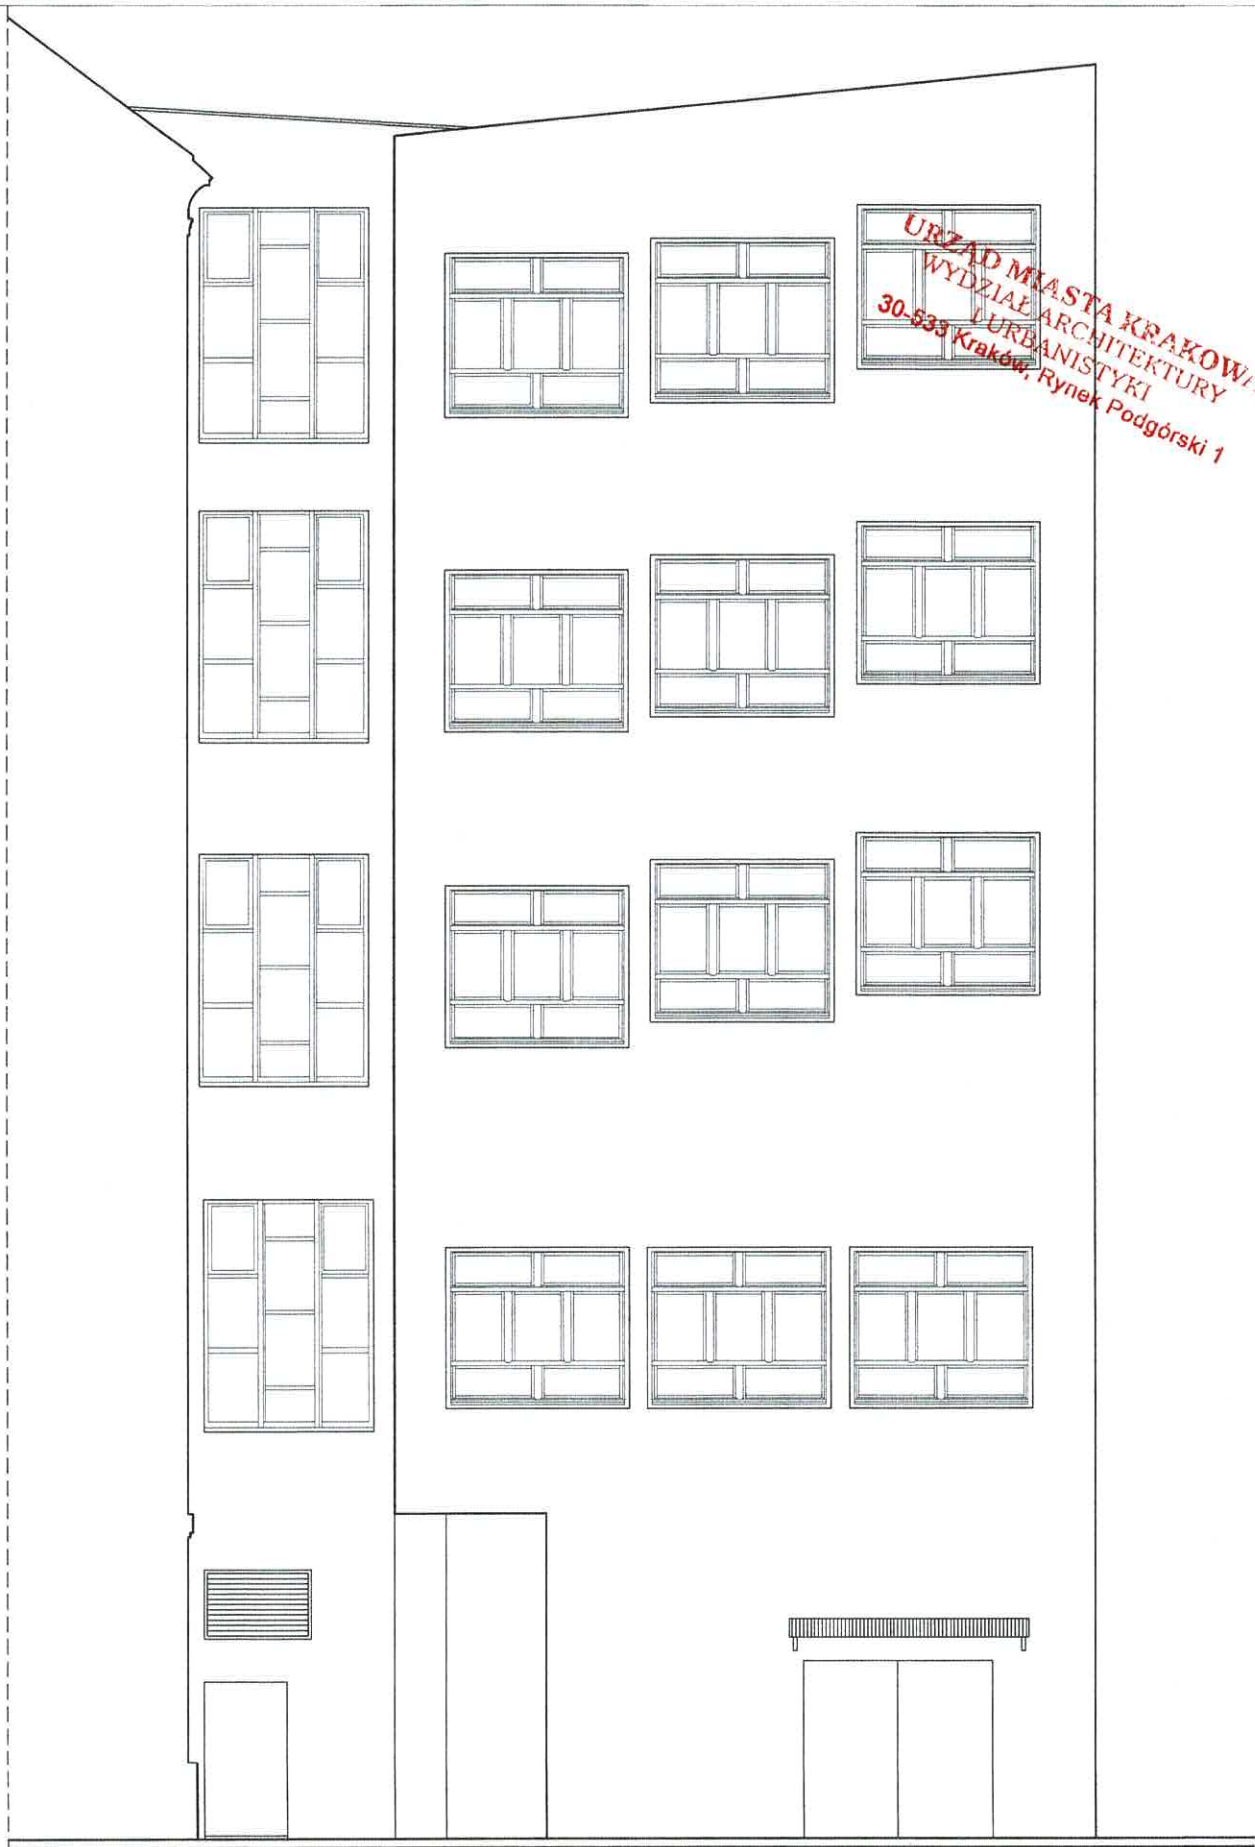 URZĄD MIASTA KRAKOWA
WYDZIAŁ ARCHITEKTURY
I URBANISTYKI
30-533 Kraków, Rynek Podgórski 1